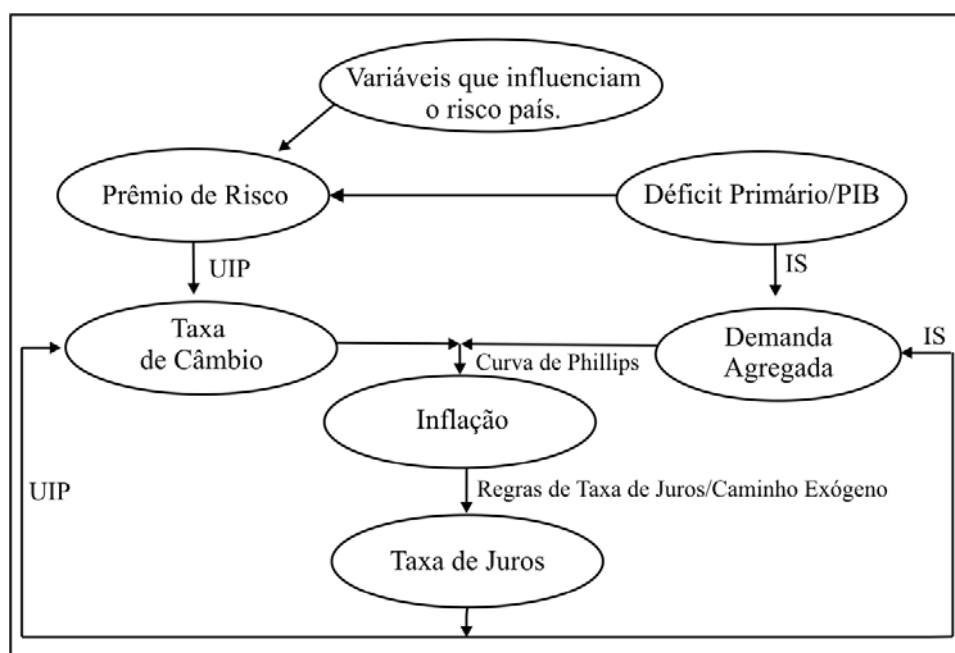 Variáveis que influenciam
o risco país.
Prêmio de Risco
Déficit Primário/PIB
UIP
IS
Taxa
de Câmbio
Demanda
Agregada
IS
Curva de Phillips
Inflação
UIP
Regras de Taxa de Juros/Caminho Exógeno
Taxa de Juros